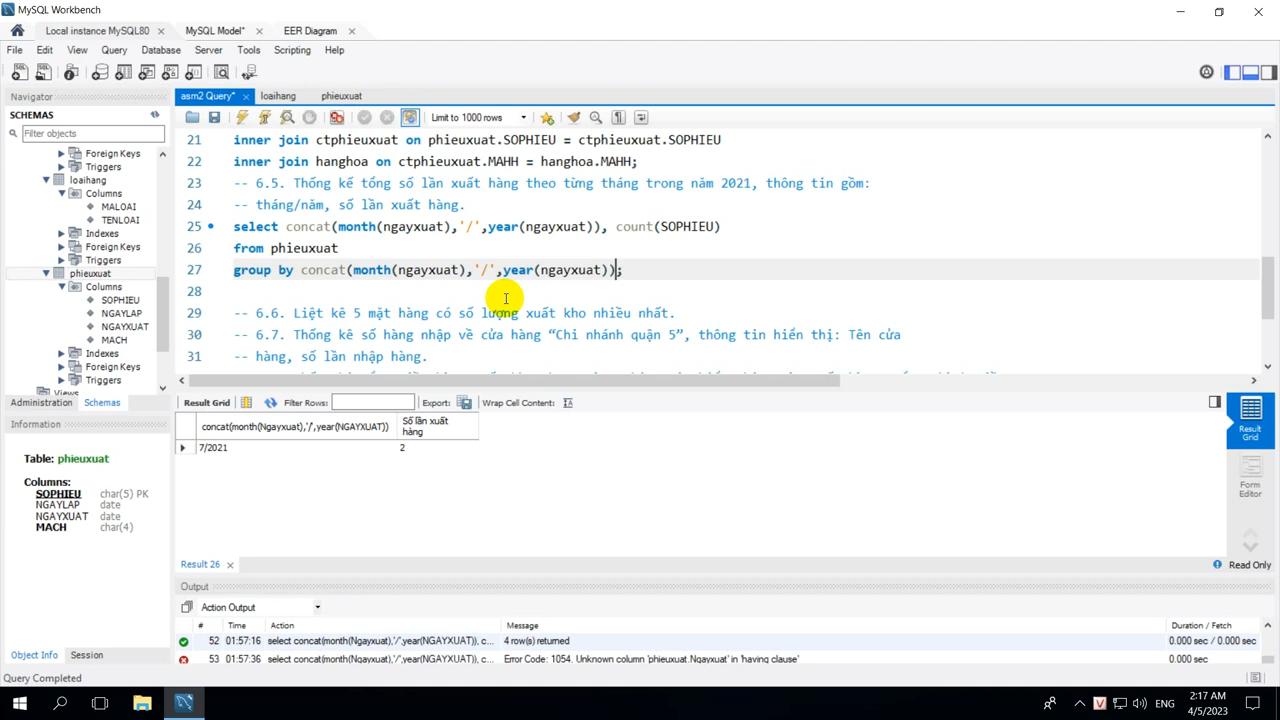 MySQL Workbench
Local instance MySQL80
MySQL Model*
EER Diagram
File Edit View Query Database Server Tools Scripting Help
Navigator
SCHEMAS
Filter objects
Foreign Keys
Triggers
loaihang
Columns
MALOAI
TENLOAI
Indexes
Foreign Keys
Triggers
phieuxuat
Columns
SOPHIEU
NGAYLAP
NGAYXUAT
MACH
Indexes
Foreign Keys
Triggers
Administration Schemas
Information
Table: phieuxuat
Columns:
SOPHIEU char(5) PK
NGAYLAP date
NGAYXUAT date
MACH char(4)
Object Info Session
Query Completed
asm2 Query* loaihang phieuxuat
Limit to 1000 rows
21 inner join ctphieuxuat on phieuxuat.SOPHIEU = ctphieuxuat.SOPHIEU
22 inner join hanghoa on ctphieuxuat.MAHH = hanghoa.MAHH;
23 -- 6.5. Thống kê tổng số lần xuất hàng theo từng tháng trong năm 2021, thông tin gồm:
24 -- tháng/năm, số lần xuất hàng.
25 select concat(month(ngayxuat),'/',year(ngayxuat)), count(SOPHIEU)
26 from phieuxuat
27 group by concat(month(ngayxuat),'/',year(ngayxuat));
28
29 -- 6.6. Liệt kê 5 mặt hàng có số lượng xuất kho nhiều nhất.
30 -- 6.7. Thống kê số hàng nhập về cửa hàng “Chi nhánh quận 5”, thông tin hiển thị: Tên cửa
31 -- hàng, số lần nhập hàng.
Result Grid Filter Rows: Export: Wrap Cell Content:
concat(month(Ngayxuat),'/',year(NGAYXUAT)) Số lần xuất
hàng
7/2021 2
Result
Grid
Form
Editor
Result 26
Read Only
Output
Action Output
# Time Action Message Duration / Fetch
52 01:57:16 select concat(month(Ngayxuat),'/',year(NGAYXUAT)), c... 4 row(s) returned 0.000 sec / 0.000 sec
53 01:57:36 select concat(month(Ngayxuat),'/',year(NGAYXUAT)), c... Error Code: 1054. Unknown column 'phieuxuat.Ngayxuat' in 'having clause' 0.000 sec
ENG
2:17 AM
4/5/2023